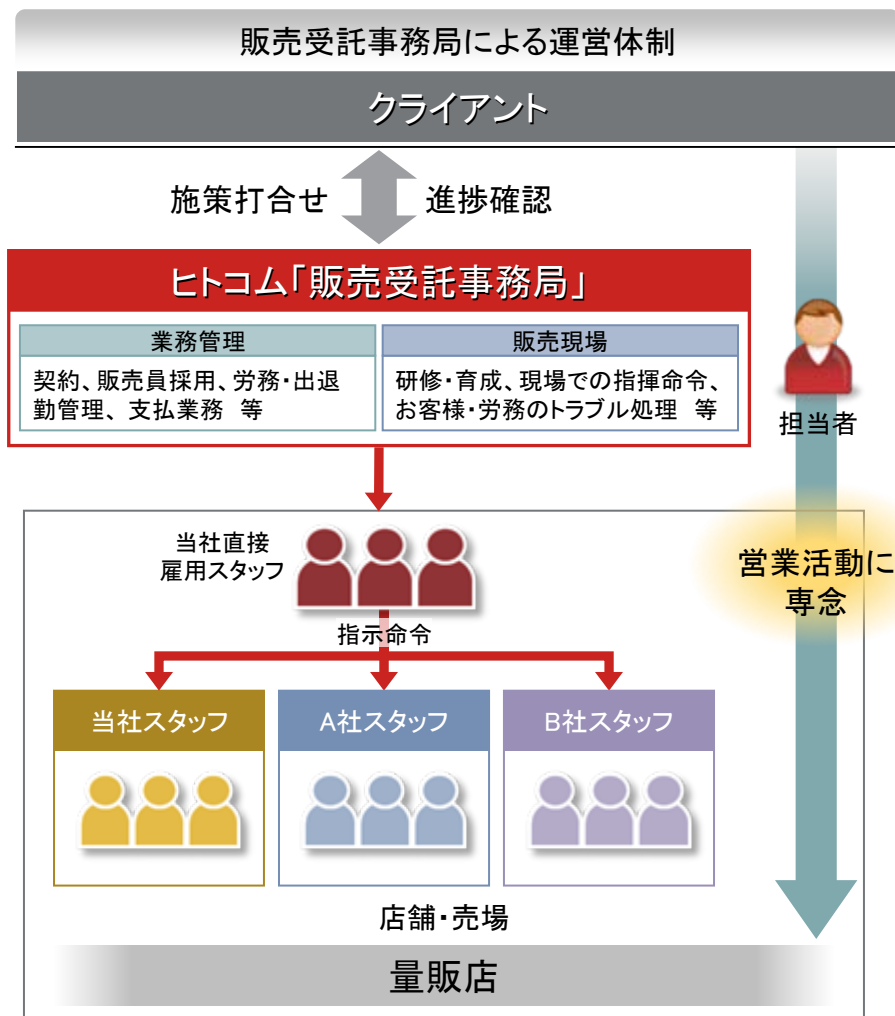 販売受託事務局による運営体制
クライアント
施策打合せ
進捗確認
ヒトコム「販売受託事務局」
業務管理
契約、販売員採用、労務・出退
勤管理、支払業務 等
販売現場
研修・育成、現場での指揮命令、
お客様・労務のトラブル処理 等
担当者
営業活動に
専念
当社直接
雇用スタッフ
指示命令
当社スタッフ
A社スタッフ
B社スタッフ
店舗・売場
量販店